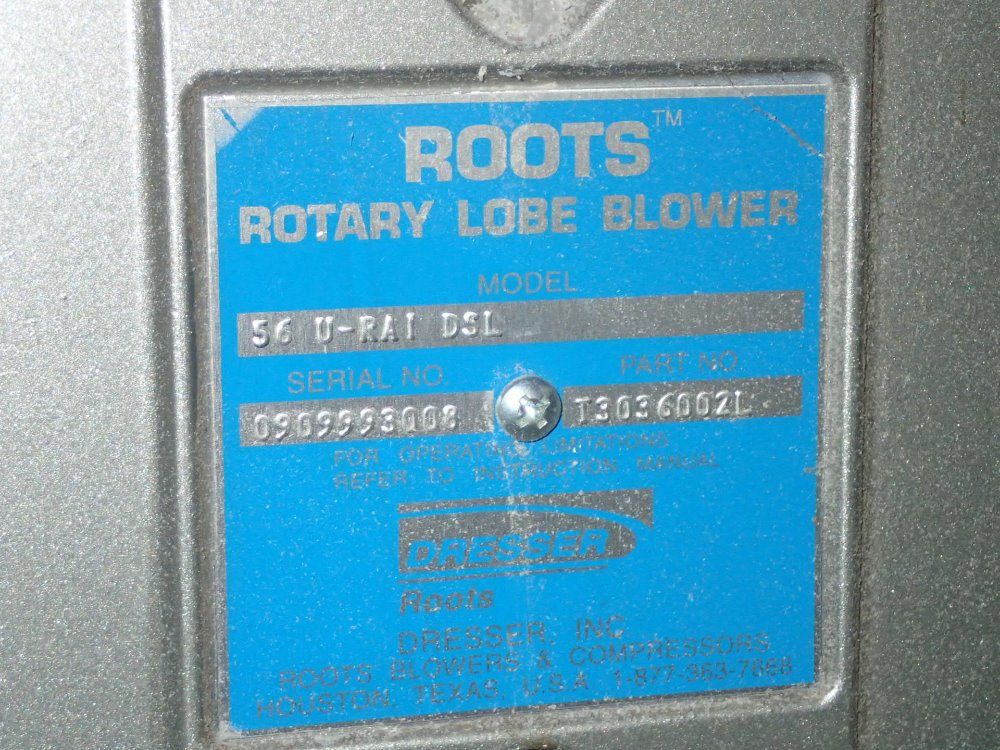 ROOTS™
ROTARY LOBE BLOWER
MODEL
56 U-RAI DSL
SERIAL NO. PART NO.
0909993008 T3036002L
FOR OPERATING LIMITATIONS
REFER TO INSTRUCTION MANUAL
DRESSER
Roots
DRESSER, INC.
ROOTS BLOWERS & COMPRESSORS
HOUSTON, TEXAS, U.S.A. 1-877-363-7668